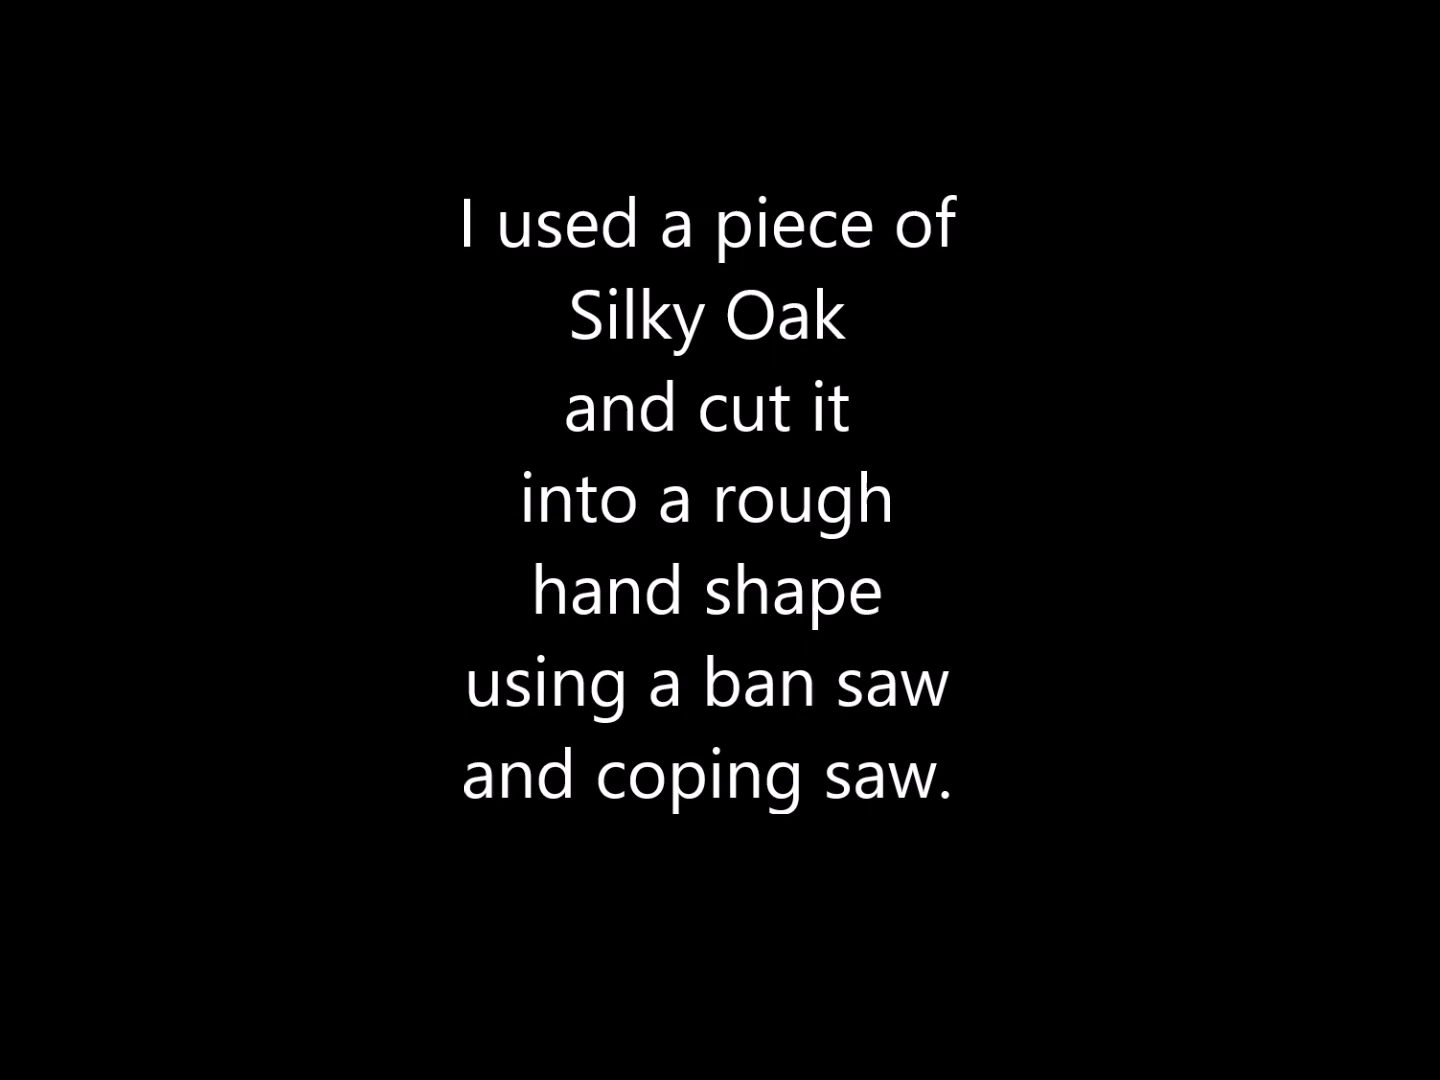 I used a piece of
Silky Oak
and cut it
into a rough
hand shape
using a ban saw
and coping saw.